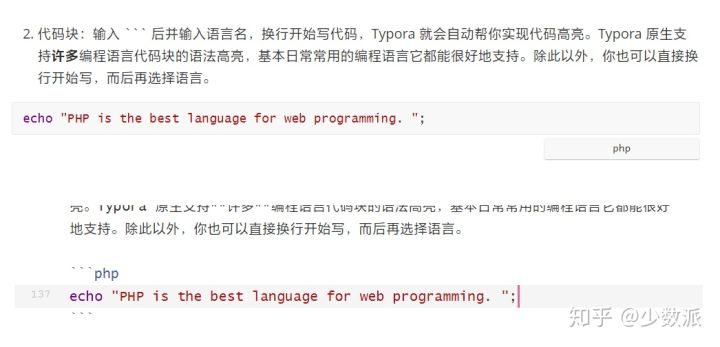 2. 代码块：输入 ``` 后并输入语言名，换行开始写代码，Typora 就会自动帮你实现代码高亮。Typora 原生支
持许多编程语言代码块的语法高亮，基本日常常用的编程语言它都能很好地支持。除此以外，你也可以直接换
行开始写，而后再选择语言。
echo "PHP is the best language for web programming. ";
php
亮。Typora 原生支持**许多**编程语言代码块的语法高亮，基本日常常用的编程语言它都能很好
地支持。除此以外，你也可以直接换行开始写，而后再选择语言。
```php
137 echo "PHP is the best language for web programming. ";
```
知乎 @少数派